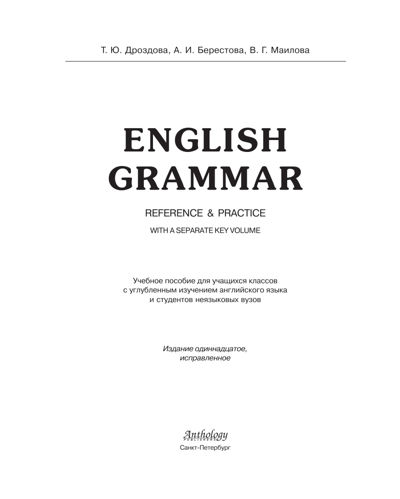 Т. Ю. Дроздова, А. И. Берестова, В. Г. Маилова
ENGLISH
GRAMMAR
REFERENCE & PRACTICE
WITH A SEPARATE KEY VOLUME
Учебное пособие для учащихся классов
с углубленным изучением английского языка
и студентов неязыковых вузов
Издание одиннадцатое,
исправленное
Anthology
Санкт-Петербург